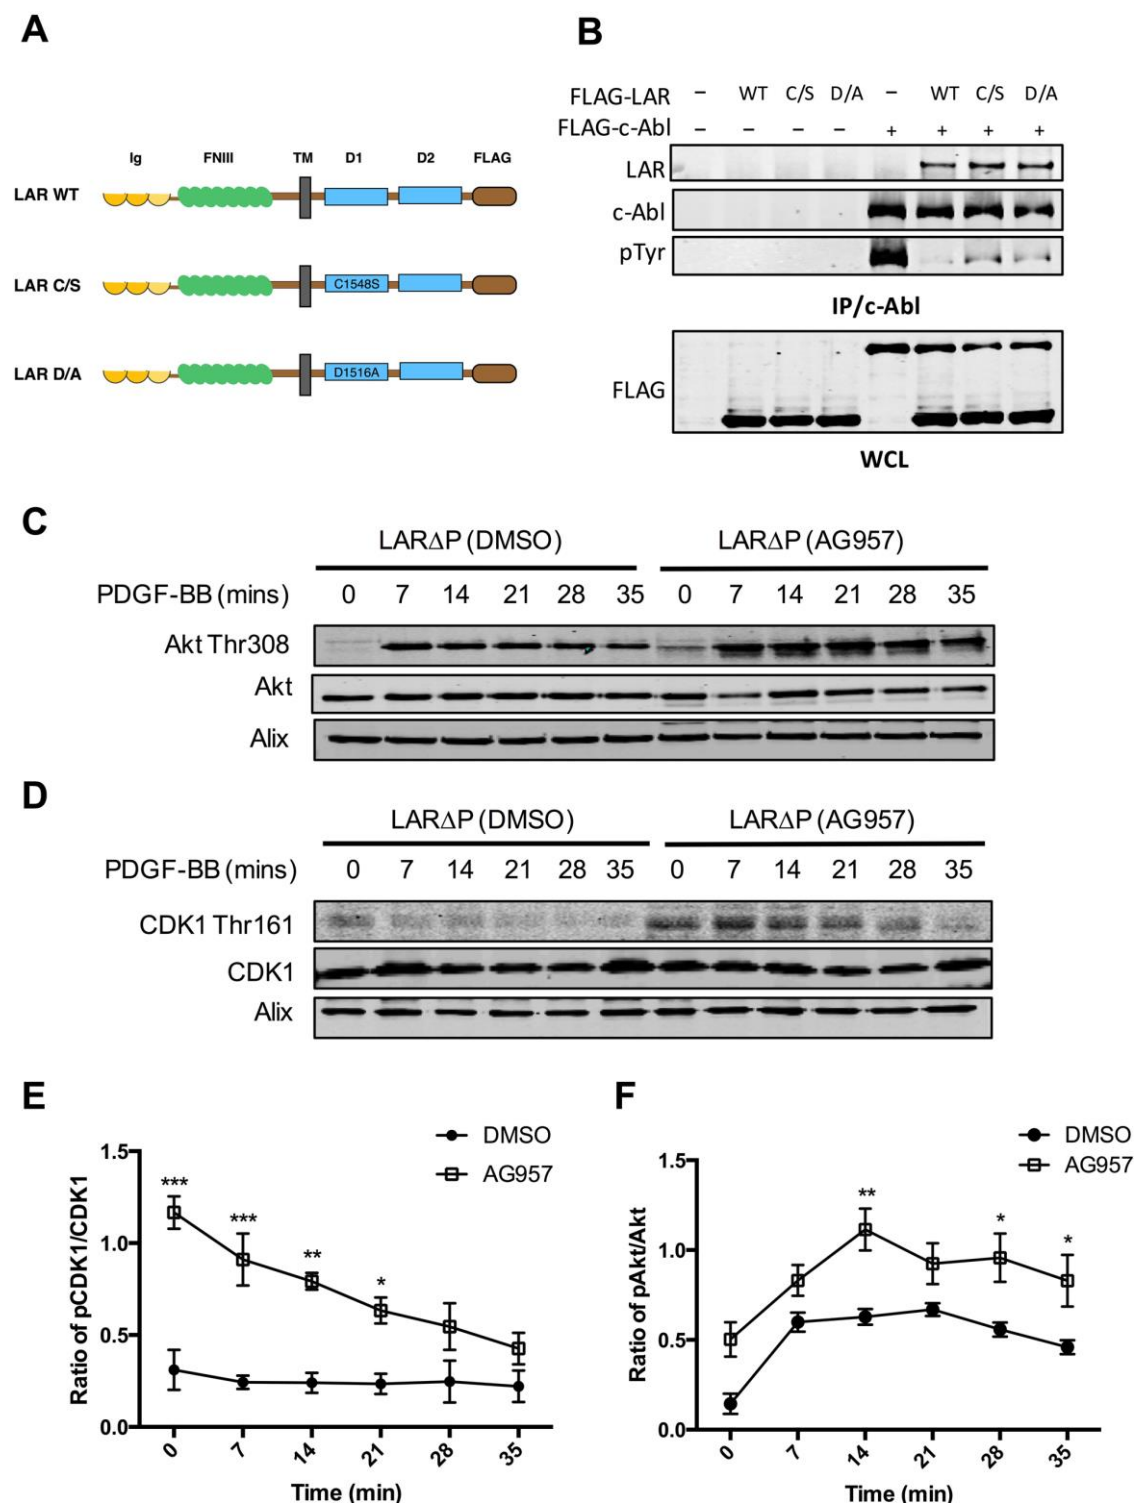 A
Ig FNIII TM D1 D2 FLAG
LAR WT
LAR C/S C1548S
LAR D/A D1516A
B
FLAG-LAR – WT C/S D/A – WT C/S D/A
FLAG-c-Abl – – – – + + + +
LAR
c-Abl
pTyr
IP/c-Abl
FLAG
WCL
C
LARΔP (DMSO) LARΔP (AG957)
PDGF-BB (mins) 0 7 14 21 28 35 0 7 14 21 28 35
Akt Thr308
Akt
Alix
D
LARΔP (DMSO) LARΔP (AG957)
PDGF-BB (mins) 0 7 14 21 28 35 0 7 14 21 28 35
CDK1 Thr161
CDK1
Alix
E
DMSO
AG957
Ratio of pCDK1/CDK1
1.5
1.0
0.5
0.0
*** *** ** *
0 7 14 21 28 35
Time (min)
F
DMSO
AG957
Ratio of pAkt/Akt
1.5
1.0
0.5
0.0
** * *
0 7 14 21 28 35
Time (min)